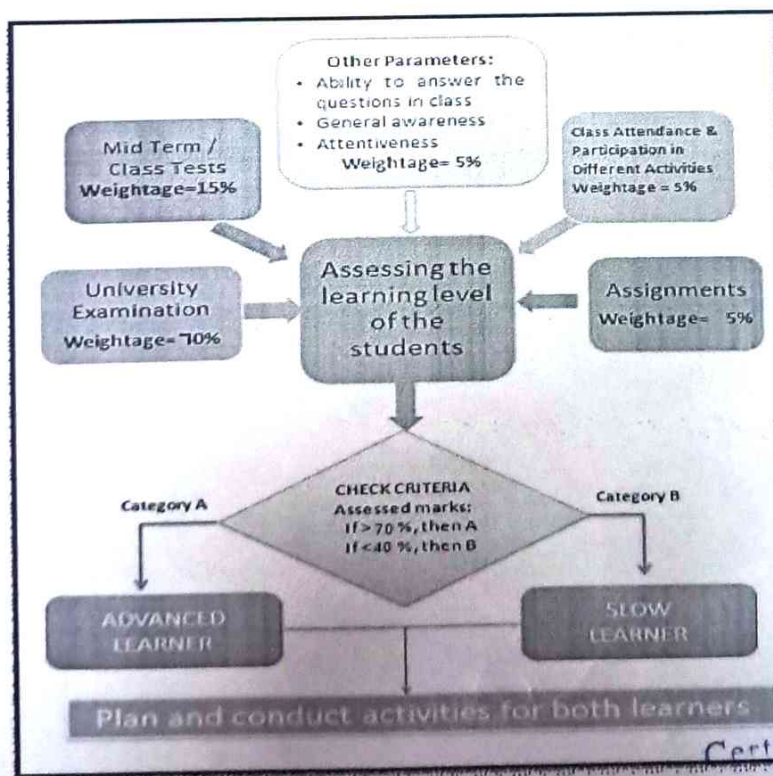 Other Parameters:
• Ability to answer the
questions in class
• General awareness
• Attentiveness
Weightage= 5%
Mid Term /
Class Tests
Weightage=15%
Class Attendance &
Participation in
Different Activities
Weightage = 5%
University
Examination
Weightage= 70%
Assessing the
learning level
of the
students
Assignments
Weightage= 5%
Category A
CHECK CRITERIA
Assessed marks:
If > 70 %, then A
If <40 %, then B
Category B
ADVANCED
LEARNER
SLOW
LEARNER
Plan and conduct activities for both learners
Cert